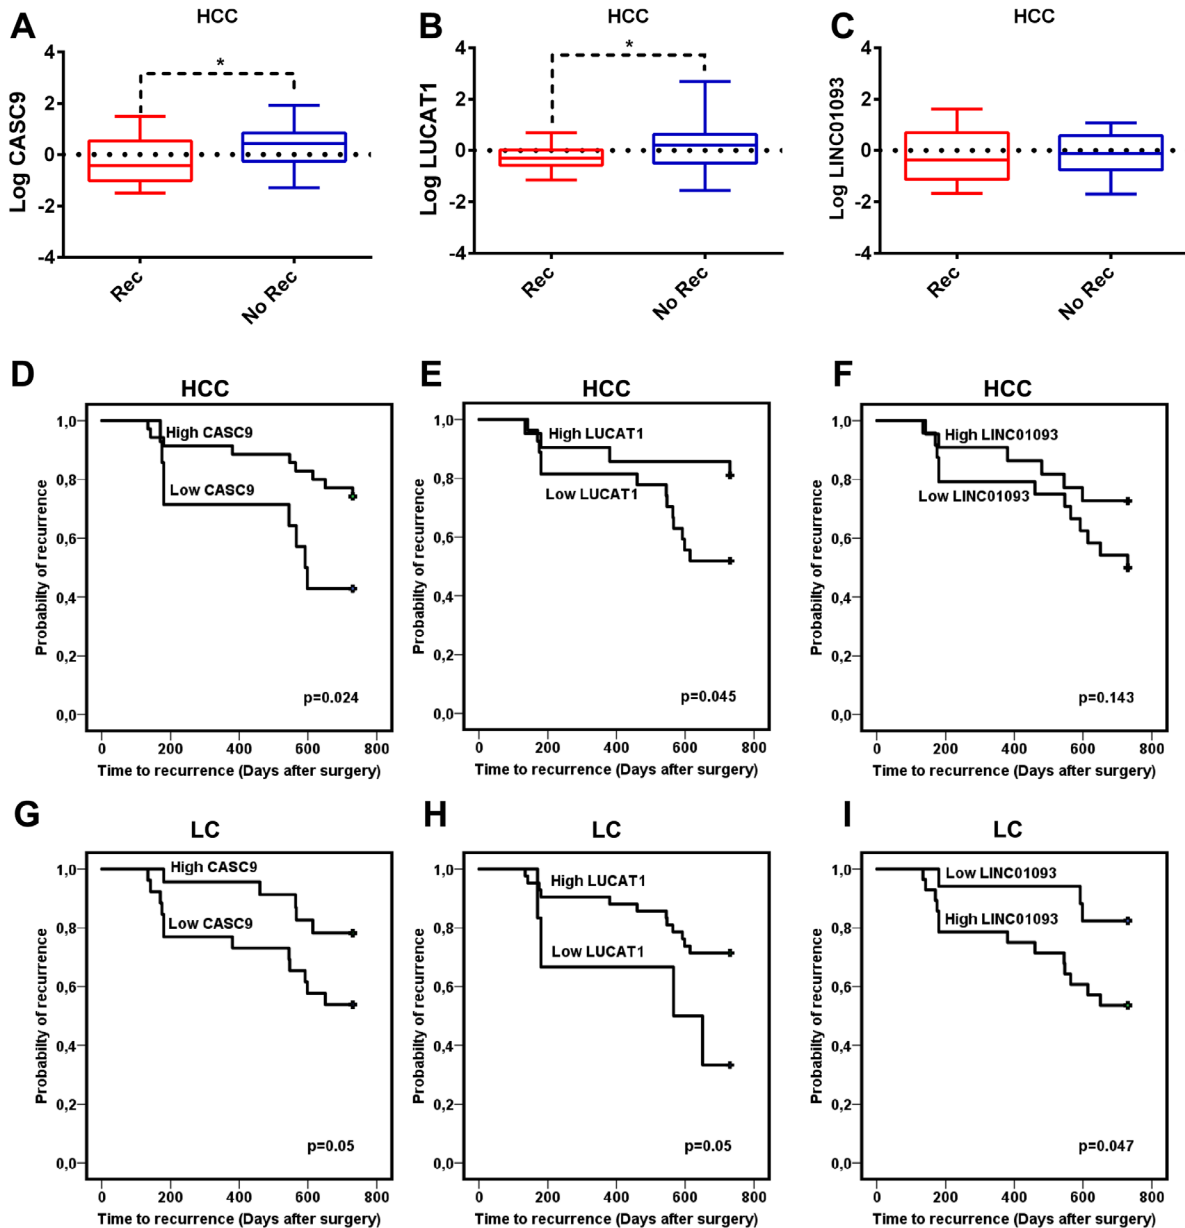 A
HCC
Log CASC9
4
2
0
-2
-4
*
Rec
No Rec
B
HCC
Log LUCAT1
4
2
0
-2
-4
*
Rec
No Rec
C
HCC
Log LINC01093
4
2
0
-2
-4
Rec
No Rec
D
HCC
Probabilty of recurrence
1,0
0,8
0,6
0,4
0,2
0,0
High CASC9
Low CASC9
p=0.024
0 200 400 600 800
Time to recurrence (Days after surgery)
E
HCC
Probabilty of recurrence
1,0
0,8
0,6
0,4
0,2
0,0
High LUCAT1
Low LUCAT1
p=0.045
0 200 400 600 800
Time to recurrence (Days after surgery)
F
HCC
Probabilty of recurrence
1,0
0,8
0,6
0,4
0,2
0,0
High LINC01093
Low LINC01093
p=0.143
0 200 400 600 800
Time to recurrence (Days after surgery)
G
LC
Probabilty of recurrence
1,0
0,8
0,6
0,4
0,2
0,0
High CASC9
Low CASC9
p=0.05
0 200 400 600 800
Time to recurrence (Days after surgery)
H
LC
Probabilty of recurrence
1,0
0,8
0,6
0,4
0,2
0,0
High LUCAT1
Low LUCAT1
p=0.05
0 200 400 600 800
Time to recurrence (Days after surgery)
I
LC
Probabilty of recurrence
1,0
0,8
0,6
0,4
0,2
0,0
Low LINC01093
High LINC01093
p=0.047
0 200 400 600 800
Time to recurrence (Days after surgery)